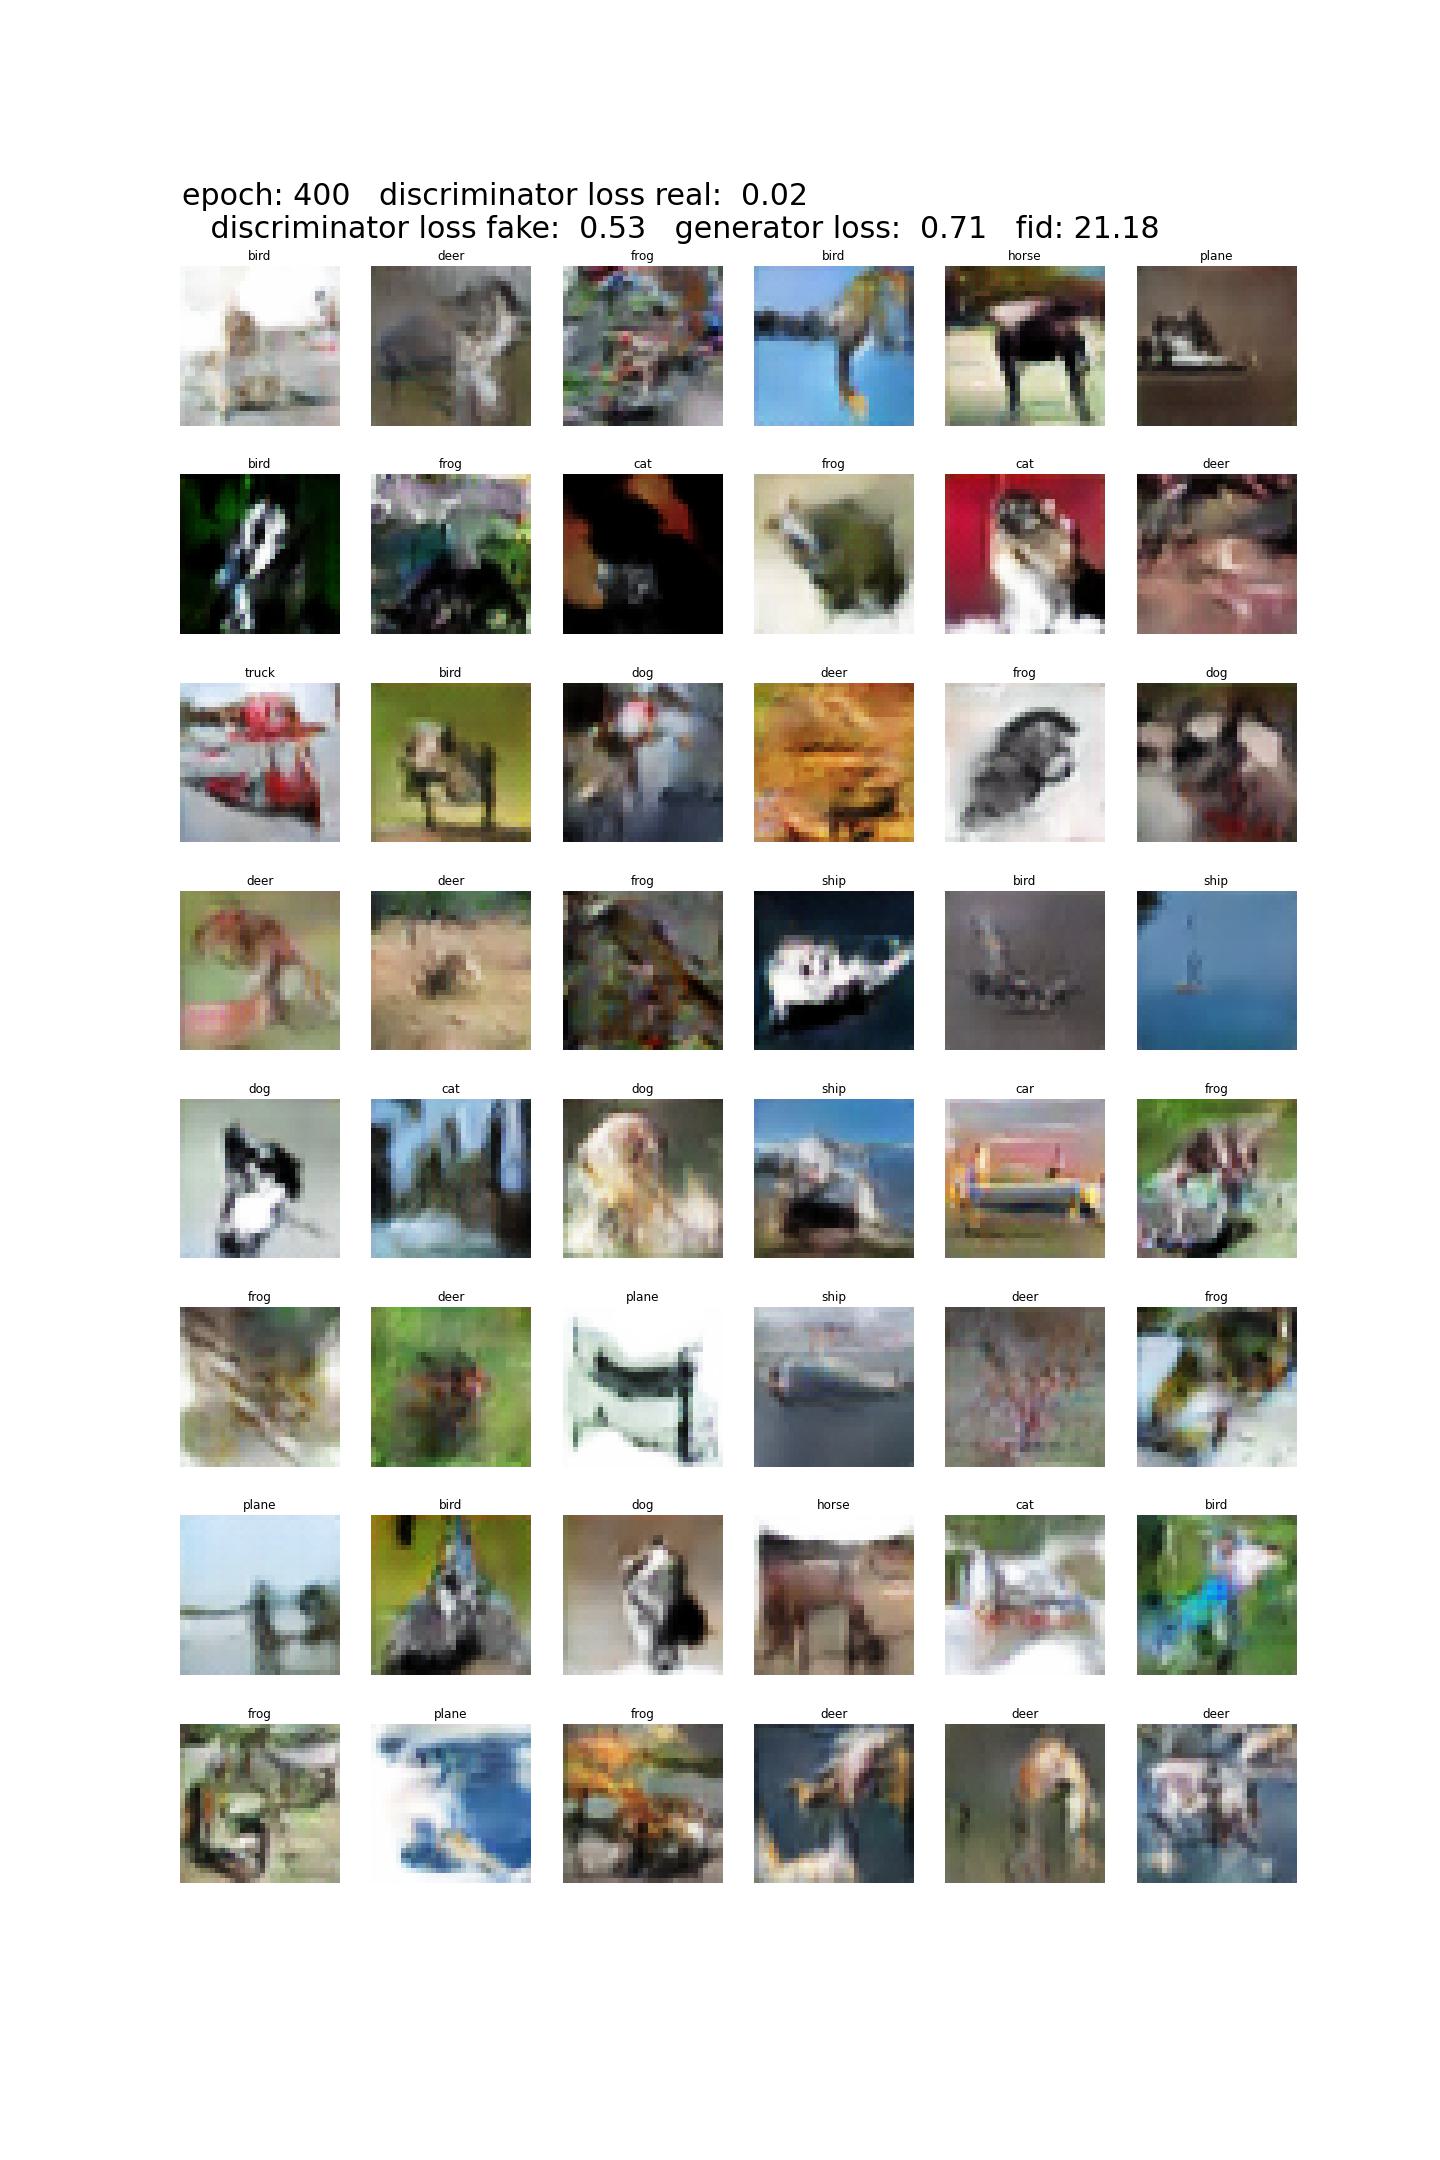 epoch: 400   discriminator loss real:  0.02
discriminator loss fake:  0.53   generator loss:  0.71   fid: 21.18
bird deer frog bird horse plane
bird frog cat frog cat deer
truck bird dog deer frog dog
deer deer frog ship bird ship
dog cat dog ship car frog
frog deer plane ship deer frog
plane bird dog horse cat bird
frog plane frog deer deer deer